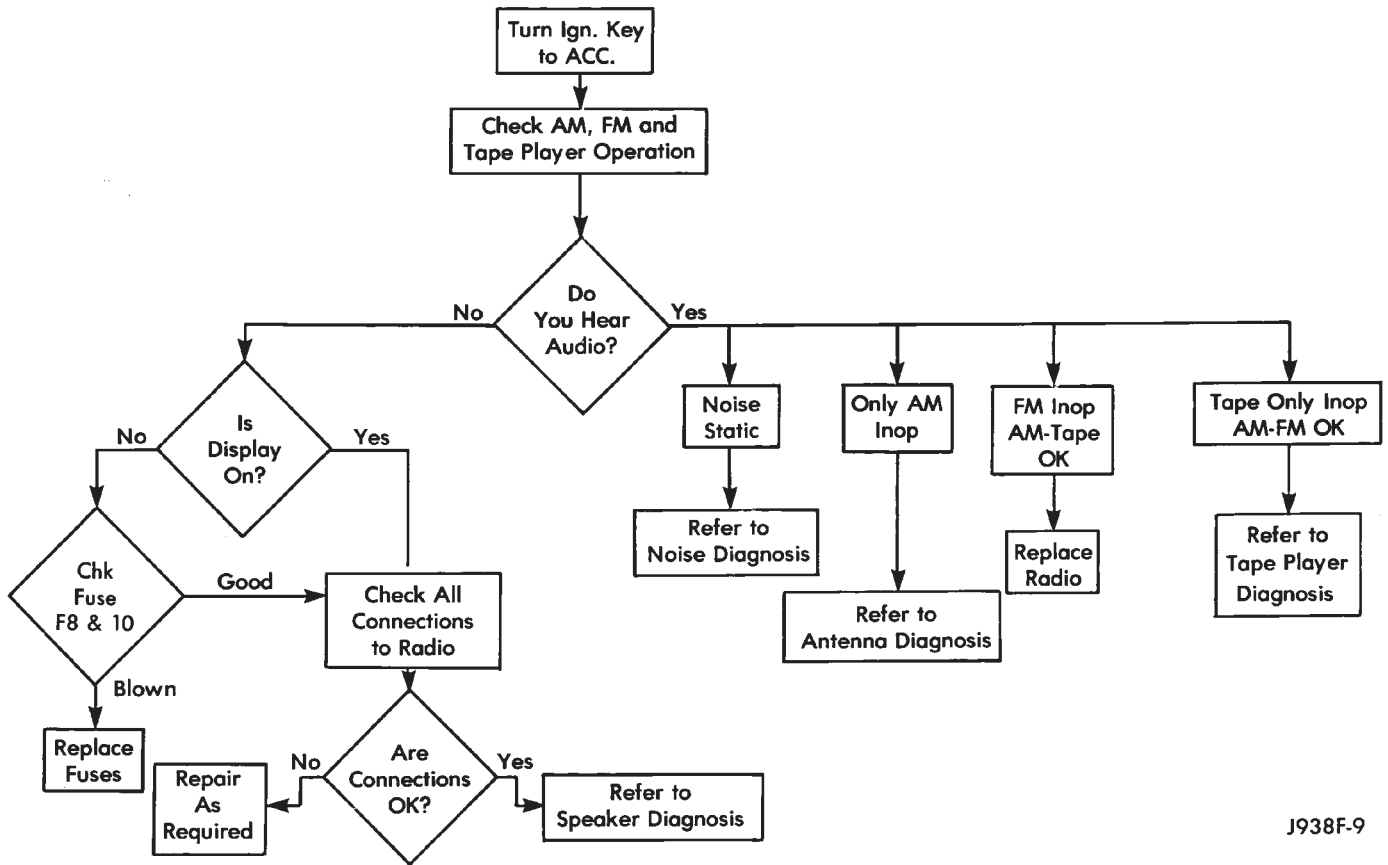 Turn Ign. Key
to ACC.
Check AM, FM and
Tape Player Operation
Do
You Hear
Audio?
No
Yes
Is
Display
On?
No
Yes
Noise
Static
Only AM
Inop
FM Inop
AM-Tape
OK
Tape Only Inop
AM-FM OK
Refer to
Noise Diagnosis
Refer to
Antenna Diagnosis
Replace
Radio
Refer to
Tape Player
Diagnosis
Chk
Fuse
F8 & 10
Good
Blown
Check All
Connections
to Radio
Replace
Fuses
Are
Connections
OK?
No
Yes
Repair
As
Required
Refer to
Speaker Diagnosis
J938F-9